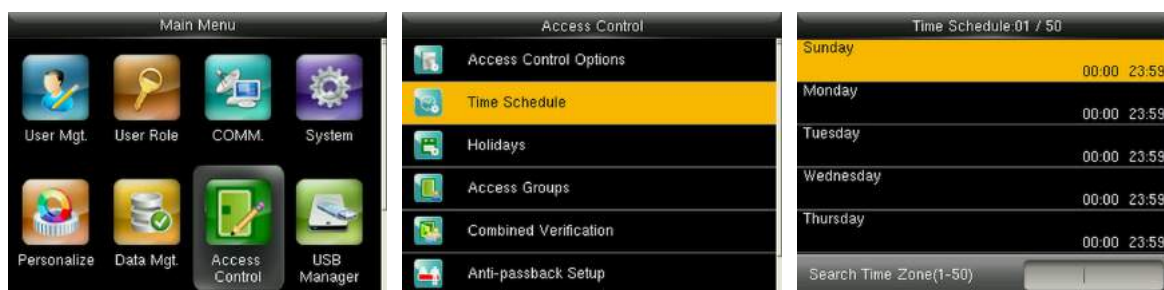 Main Menu
User Mgt.
User Role
COMM.
System
Personalize
Data Mgt.
Access
Control
USB
Manager
Access Control
Access Control Options
Time Schedule
Holidays
Access Groups
Combined Verification
Anti-passback Setup
Time Schedule:01 / 50
Sunday
00:00 23:59
Monday
00:00 23:59
Tuesday
00:00 23:59
Wednesday
00:00 23:59
Thursday
00:00 23:59
Search Time Zone(1-50)